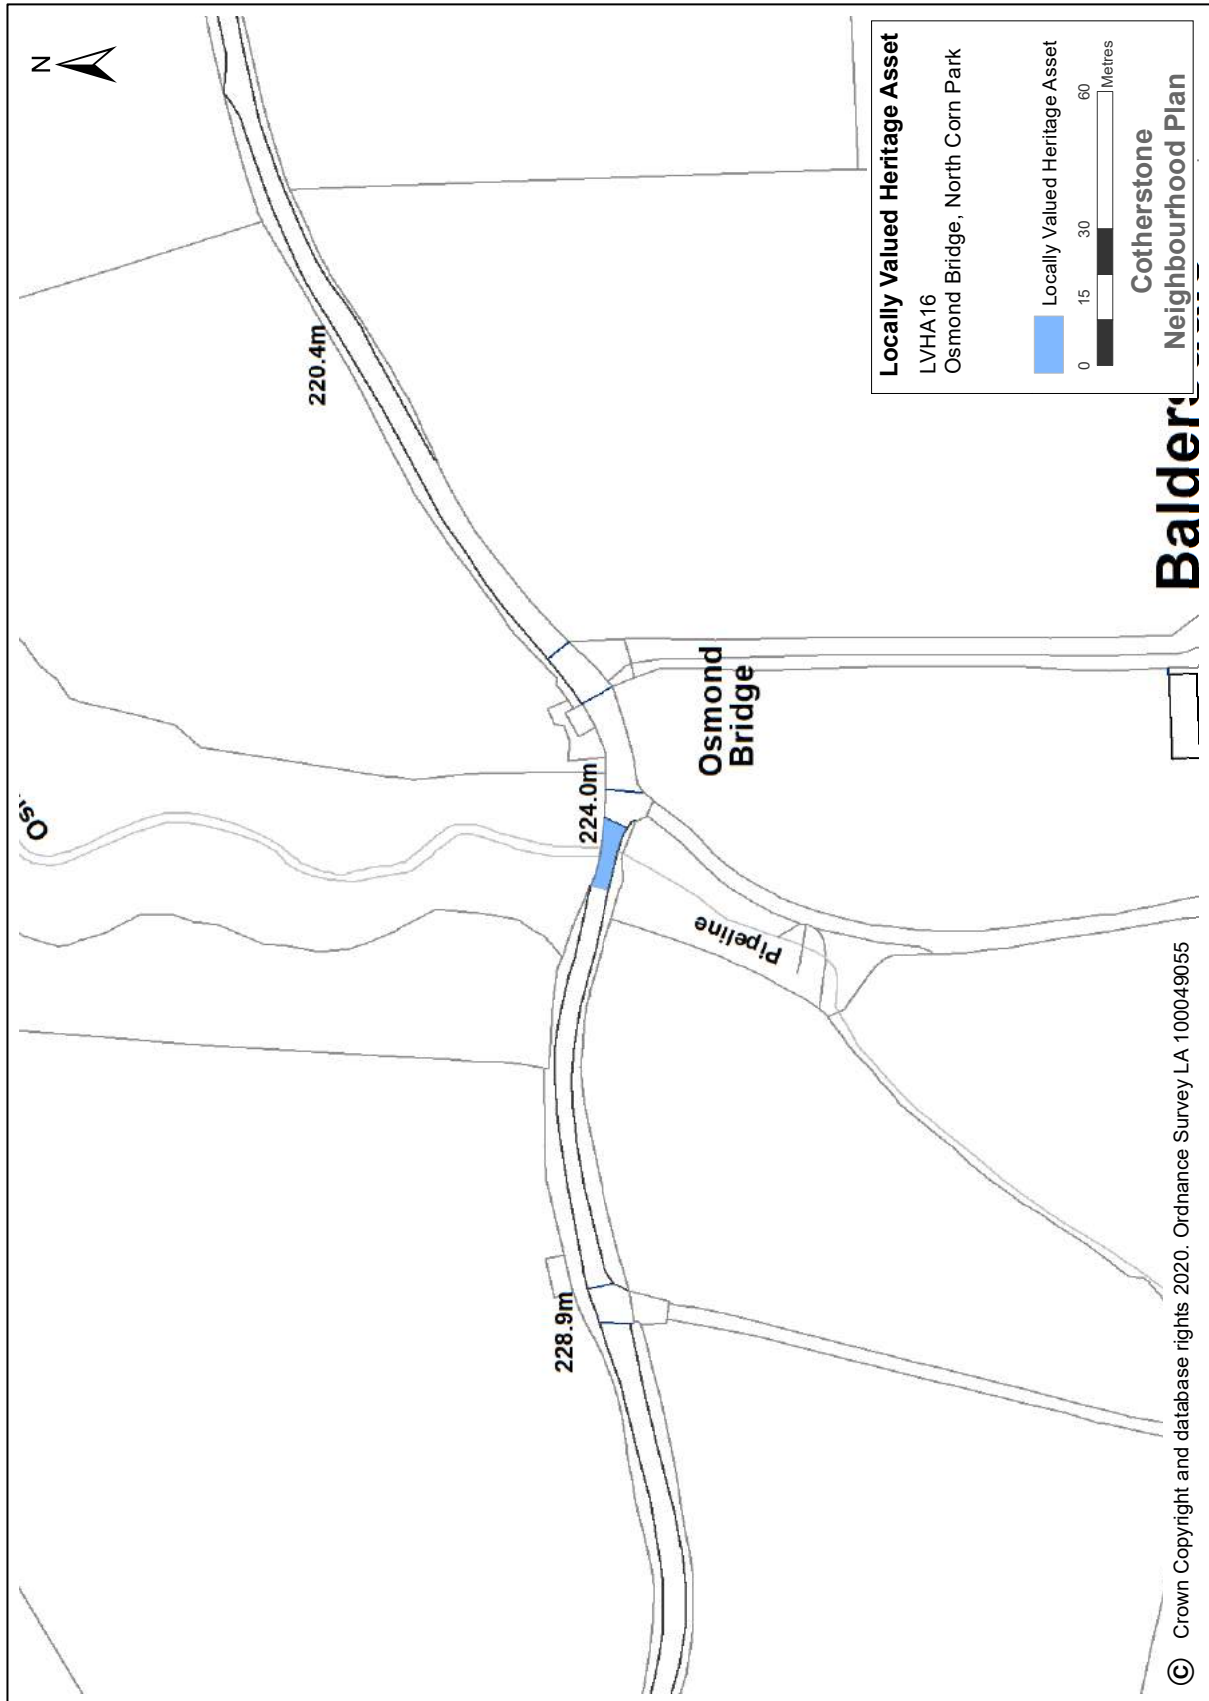 N
Os
220.4m
224.0m
Osmond
Bridge
Pipeline
228.9m
Locally Valued Heritage Asset
LVHA16
Osmond Bridge, North Corn Park
Locally Valued Heritage Asset
0 15 30 60
Metres
Cotherstone
Neighbourhood Plan
© Crown Copyright and database rights 2020. Ordnance Survey LA 100049055